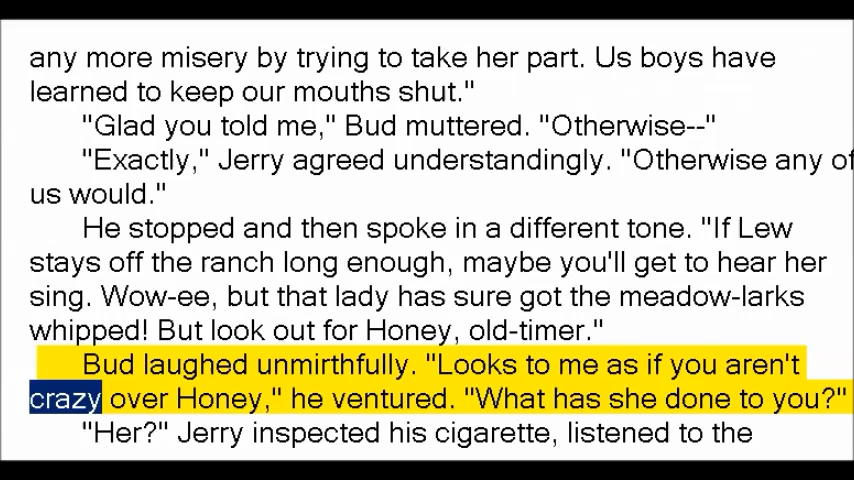 any more misery by trying to take her part. Us boys have
learned to keep our mouths shut."
"Glad you told me," Bud muttered. "Otherwise--"
"Exactly," Jerry agreed understandingly. "Otherwise any of
us would."
He stopped and then spoke in a different tone. "If Lew
stays off the ranch long enough, maybe you'll get to hear her
sing. Wow-ee, but that lady has sure got the meadow-larks
whipped! But look out for Honey, old-timer."
Bud laughed unmirthfully. "Looks to me as if you aren't
crazy over Honey," he ventured. "What has she done to you?"
"Her?" Jerry inspected his cigarette, listened to the